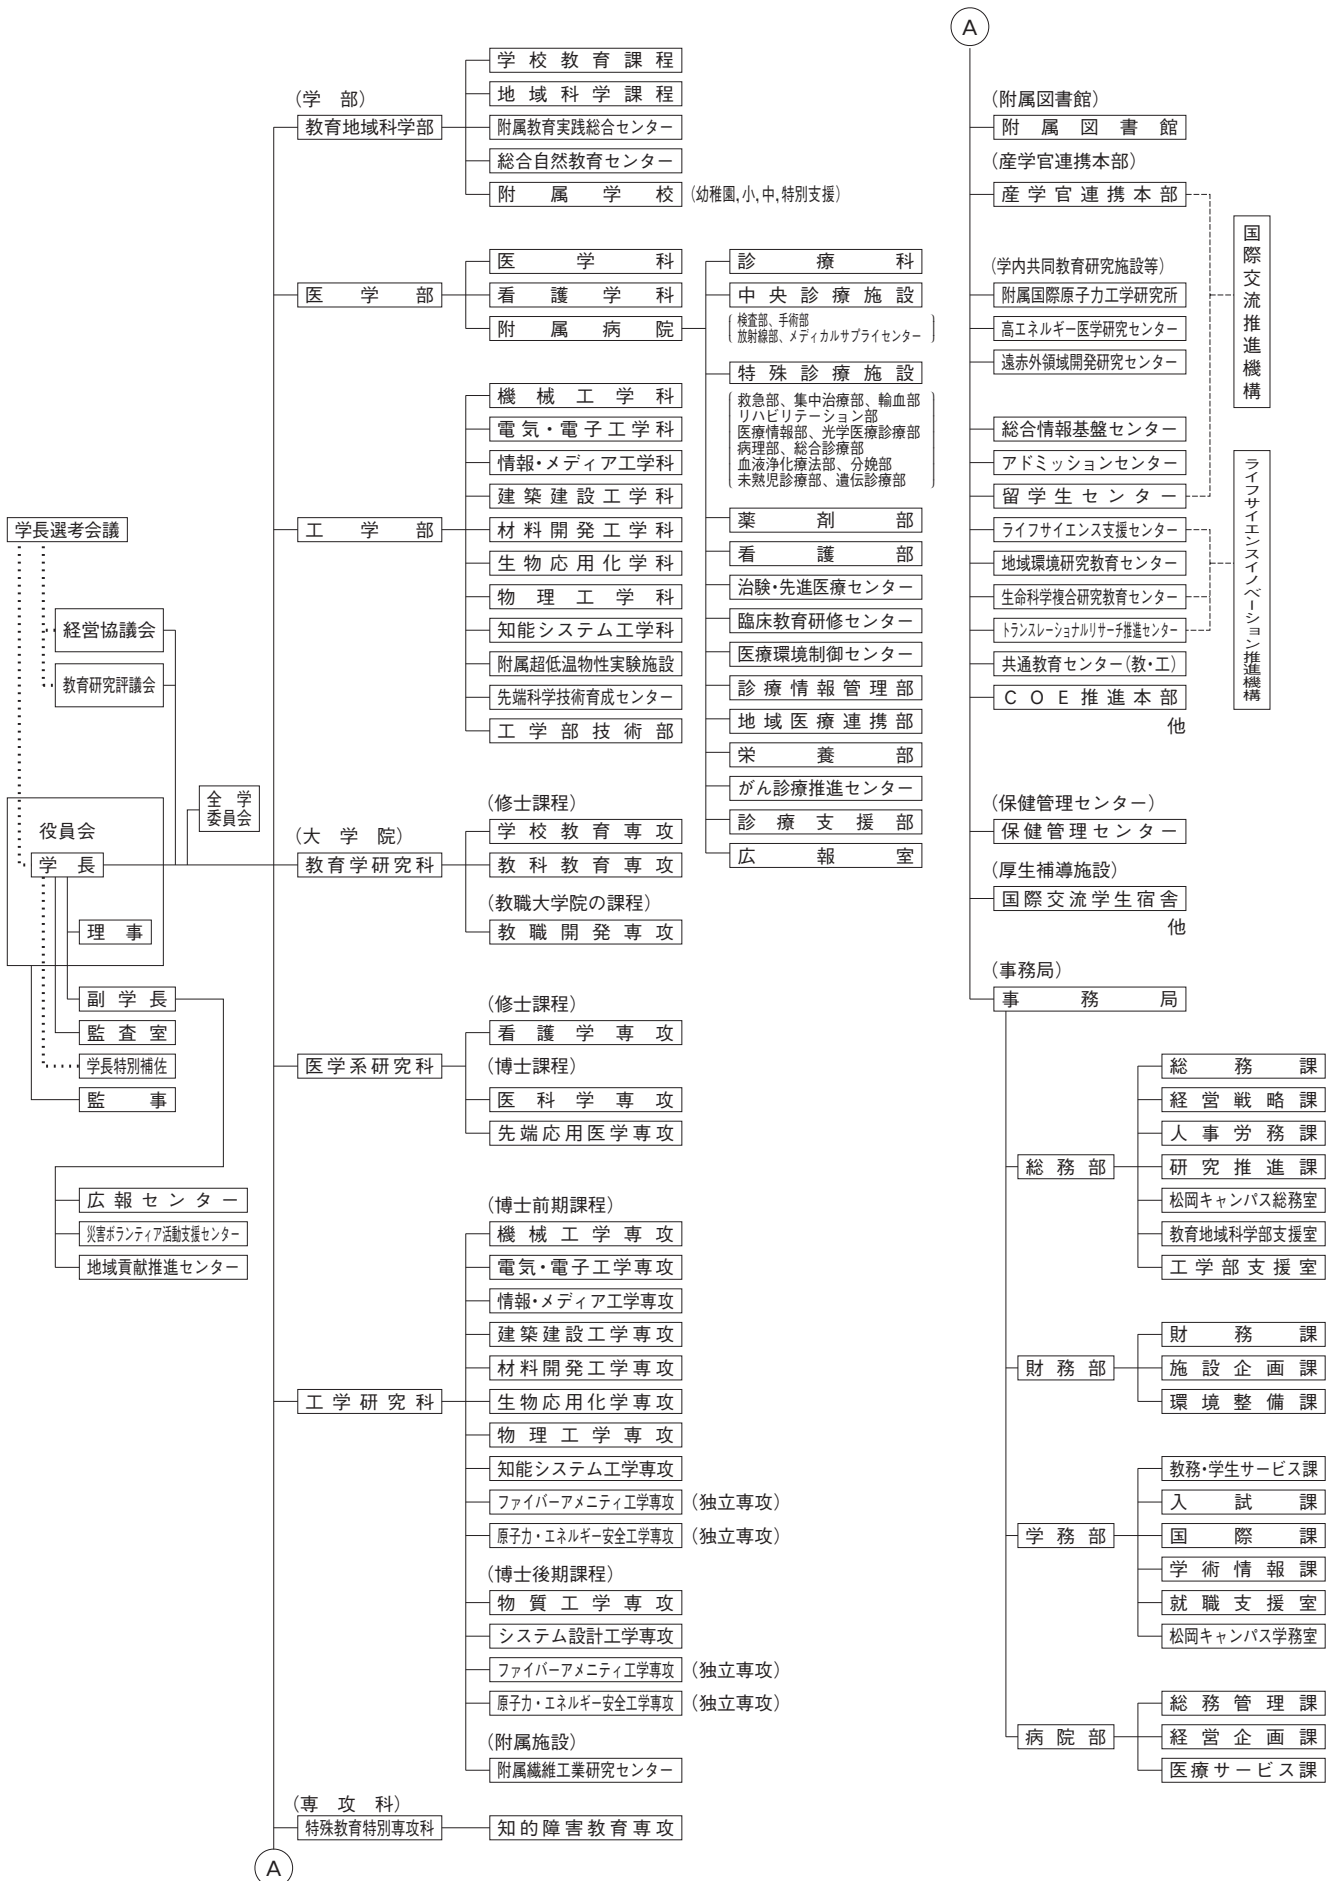 学長選考会議
経営協議会
教育研究評議会
全学
委員会
役員会
学長
理事
副学長
監査室
学長特別補佐
監事
広報センター
災害ボランティア活動支援センター
地域貢献推進センター
(学 部)
教育地域科学部
学校教育課程
地域科学課程
附属教育実践総合センター
総合自然教育センター
附属学校 (幼稚園,小,中,特別支援)
医学部
医学科
看護学科
附属病院
診療科
中央診療施設
検査部、手術部
放射線部、メディカルサプライセンター
特殊診療施設
救急部、集中治療部、輸血部
リハビリテーション部
医療情報部、光学医療診療部
病理部、総合診療部
血液浄化療法部、分娩部
未熟児診療部、遺伝診療部
薬剤部
看護部
治験・先進医療センター
臨床教育研修センター
医療環境制御センター
診療情報管理部
地域医療連携部
栄養部
がん診療推進センター
診療支援部
広報室
工学部
機械工学科
電気・電子工学科
情報・メディア工学科
建築建設工学科
材料開発工学科
生物応用化学科
物理工学科
知能システム工学科
附属超低温物性実験施設
先端科学技術育成センター
工学部技術部
(大 学 院)
教育学研究科
(修士課程)
学校教育専攻
教科教育専攻
(教職大学院の課程)
教職開発専攻
医学系研究科
(修士課程)
看護学専攻
(博士課程)
医科学専攻
先端応用医学専攻
工学研究科
(博士前期課程)
機械工学専攻
電気・電子工学専攻
情報・メディア工学専攻
建築建設工学専攻
材料開発工学専攻
生物応用化学専攻
物理工学専攻
知能システム工学専攻
ファイバーアメニティ工学専攻 (独立専攻)
原子力・エネルギー安全工学専攻 (独立専攻)
(博士後期課程)
物質工学専攻
システム設計工学専攻
ファイバーアメニティ工学専攻 (独立専攻)
原子力・エネルギー安全工学専攻 (独立専攻)
(附属施設)
附属繊維工業研究センター
(専 攻 科)
特殊教育特別専攻科
知的障害教育専攻
A
A
(附属図書館)
附属図書館
(産学官連携本部)
産学官連携本部
(学内共同教育研究施設等)
附属国際原子力工学研究所
高エネルギー医学研究センター
遠赤外領域開発研究センター
総合情報基盤センター
アドミッションセンター
留学生センター
ライフサイエンス支援センター
地域環境研究教育センター
生命科学複合研究教育センター
トランスレーショナルリサーチ推進センター
共通教育センター(教・工)
COE推進本部
他
国際交流推進機構
ライフサイエンスイノベーション推進機構
(保健管理センター)
保健管理センター
(厚生補導施設)
国際交流学生宿舎
他
(事務局)
事務局
総務部
総務課
経営戦略課
人事労務課
研究推進課
松岡キャンパス総務室
教育地域科学部支援室
工学部支援室
財務部
財務課
施設企画課
環境整備課
学務部
教務・学生サービス課
入試課
国際課
学術情報課
就職支援室
松岡キャンパス学務室
病院部
総務管理課
経営企画課
医療サービス課